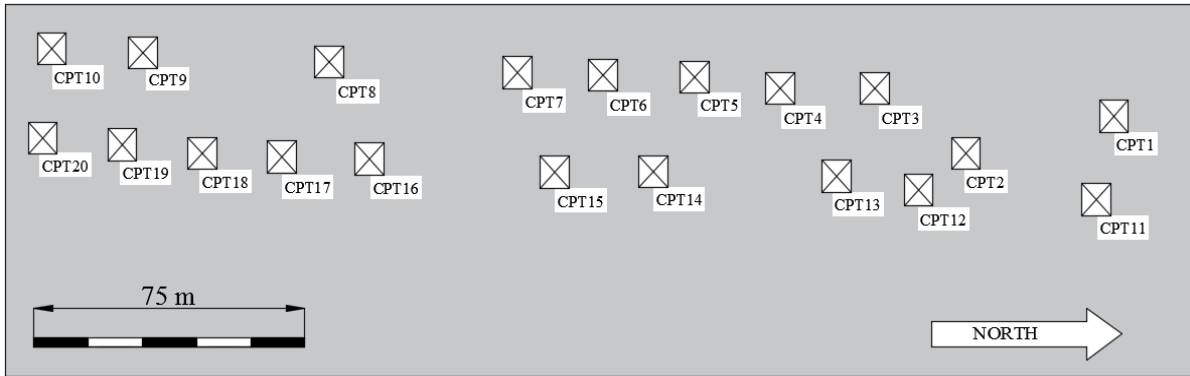 CPT10
CPT9
CPT8
CPT7
CPT6
CPT5
CPT4
CPT3
CPT1
CPT20
CPT19
CPT18
CPT17
CPT16
CPT15
CPT14
CPT13
CPT12
CPT2
CPT11
75 m
NORTH